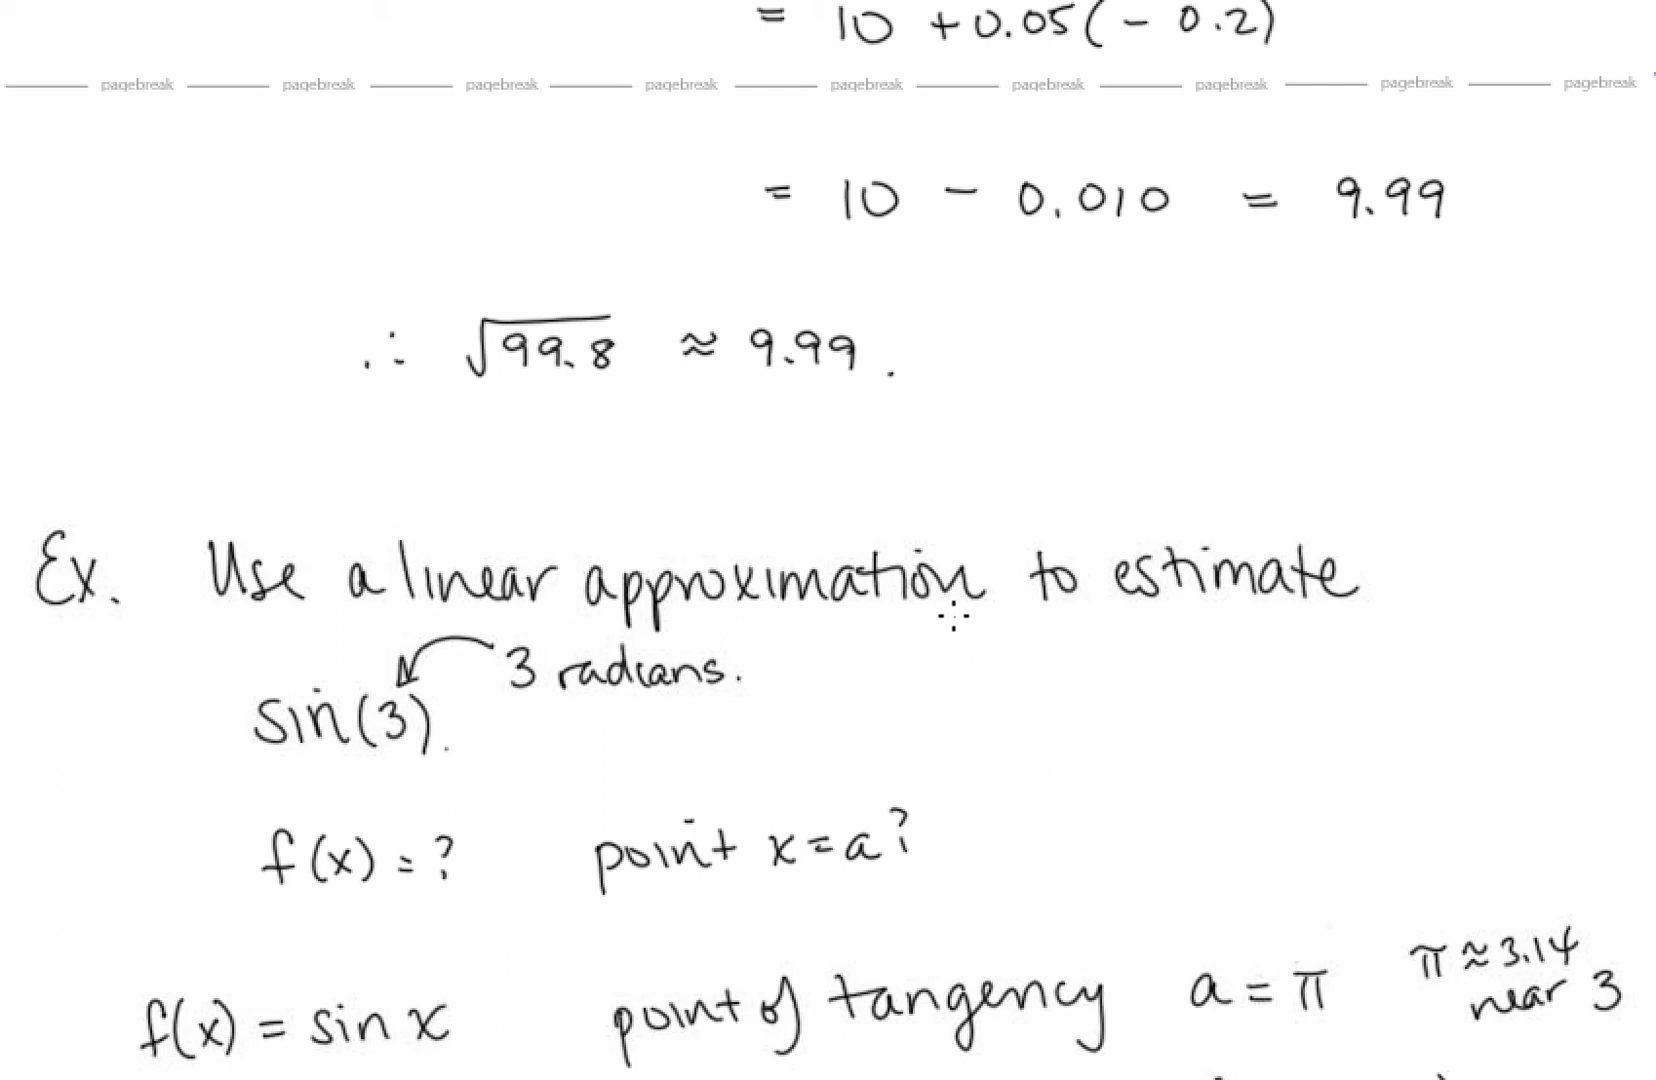 = 10 + 0.05(- 0.2)
pagebreak pagebreak pagebreak pagebreak pagebreak pagebreak pagebreak pagebreak pagebreak
= 10 - 0.010 = 9.99
∴ √99.8 ≈ 9.99.
Ex. Use a linear approximation to estimate
3 radians.
sin(3).
f(x) = ? point x = a?
π ≈ 3.14
f(x) = sin x point of tangency a = π near 3